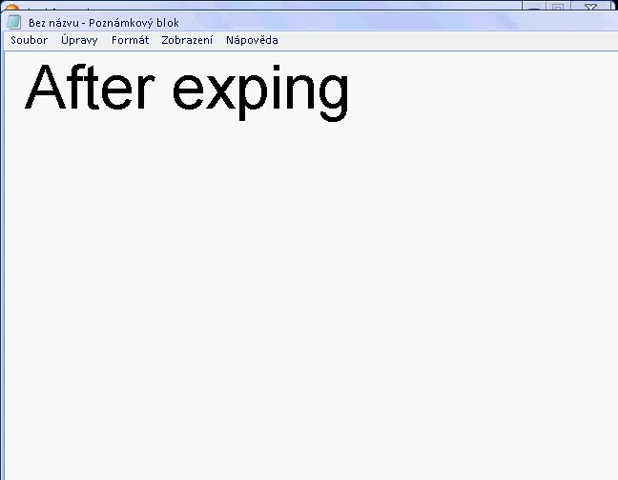 Bez názvu - Poznámkový blok
Soubor Úpravy Formát Zobrazení Nápověda
After exping